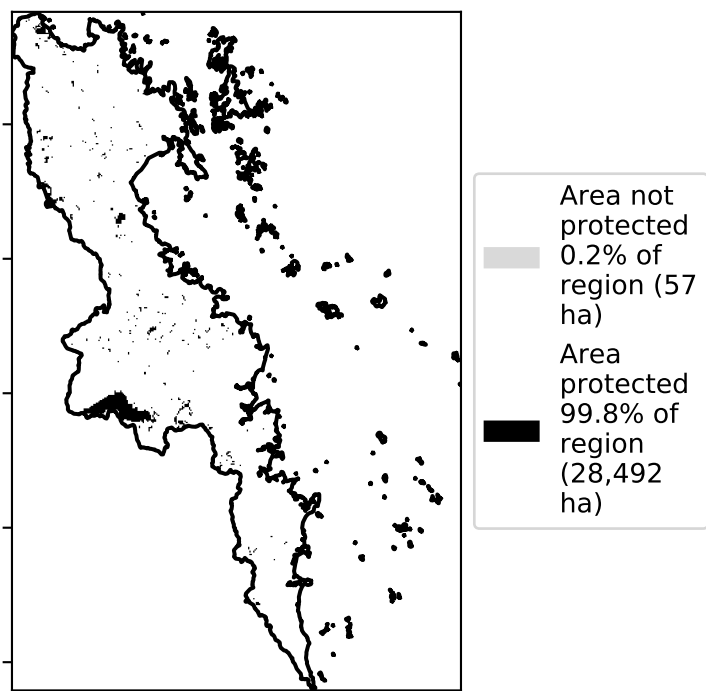 Area not
protected
0.2% of
region (57
ha)
Area
protected
99.8% of
region
(28,492
ha)